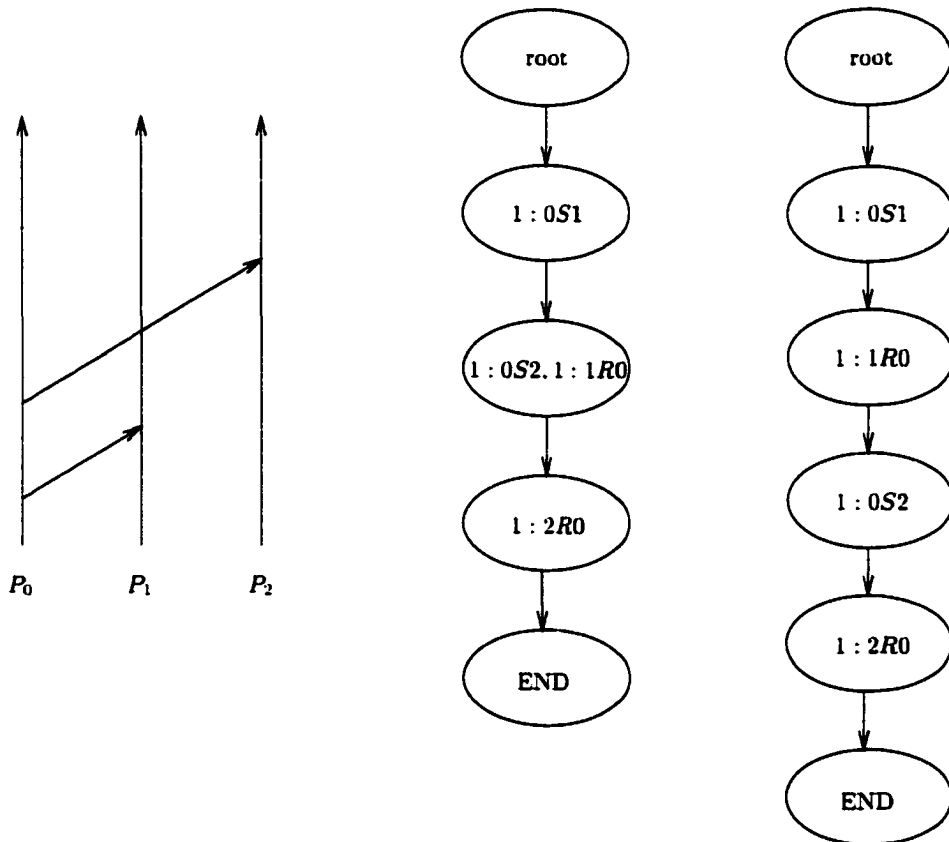 P₀ P₁ P₂
root
1 : 0S1
1 : 0S2. 1 : 1R0
1 : 2R0
END
root
1 : 0S1
1 : 1R0
1 : 0S2
1 : 2R0
END